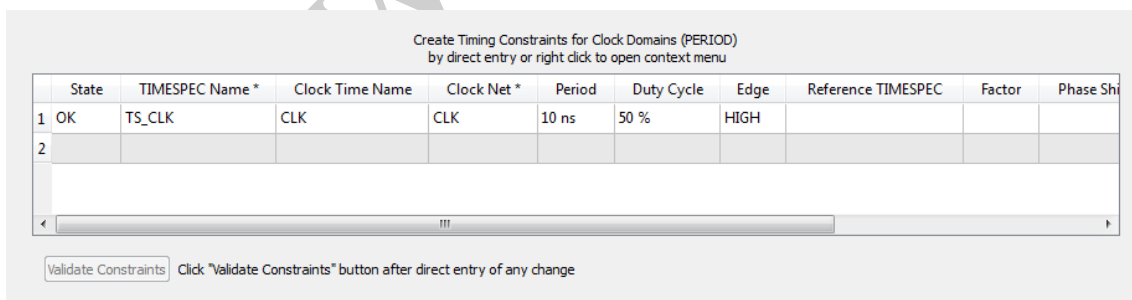 Create Timing Constraints for Clock Domains (PERIOD)
by direct entry or right click to open context menu
State TIMESPEC Name * Clock Time Name Clock Net * Period Duty Cycle Edge Reference TIMESPEC Factor Phase Shi
1 OK TS_CLK CLK CLK 10 ns 50 % HIGH
2
Validate Constraints Click "Validate Constraints" button after direct entry of any change